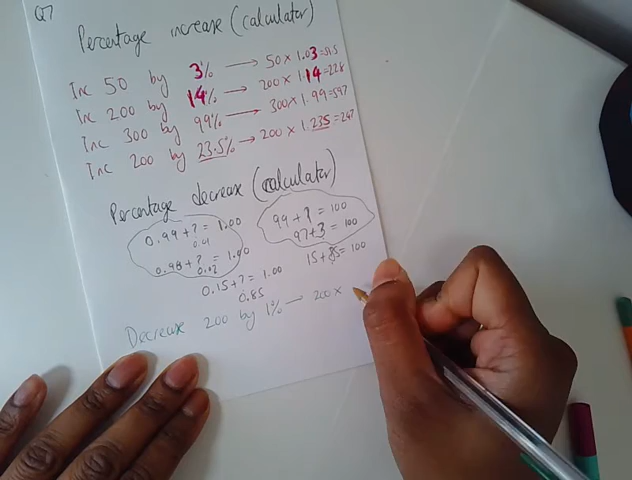 Q7
Percentage increase (calculator)
Inc 50 by 3% → 50 x 1.03=51.5
Inc 200 by 14% → 200 x 1.14=228
Inc 300 by 99% → 300 x 1.99=597
Inc 200 by 23.5% → 200 x 1.235=247
Percentage decrease (calculator)
0.99 + ? = 1.00
0.01
0.98 + ? = 1.00
0.02
99 + ? = 100
97 + 3 = 100
0.15 + ? = 1.00
0.85
15 + 85 = 100
Decrease 200 by 1% → 200 x